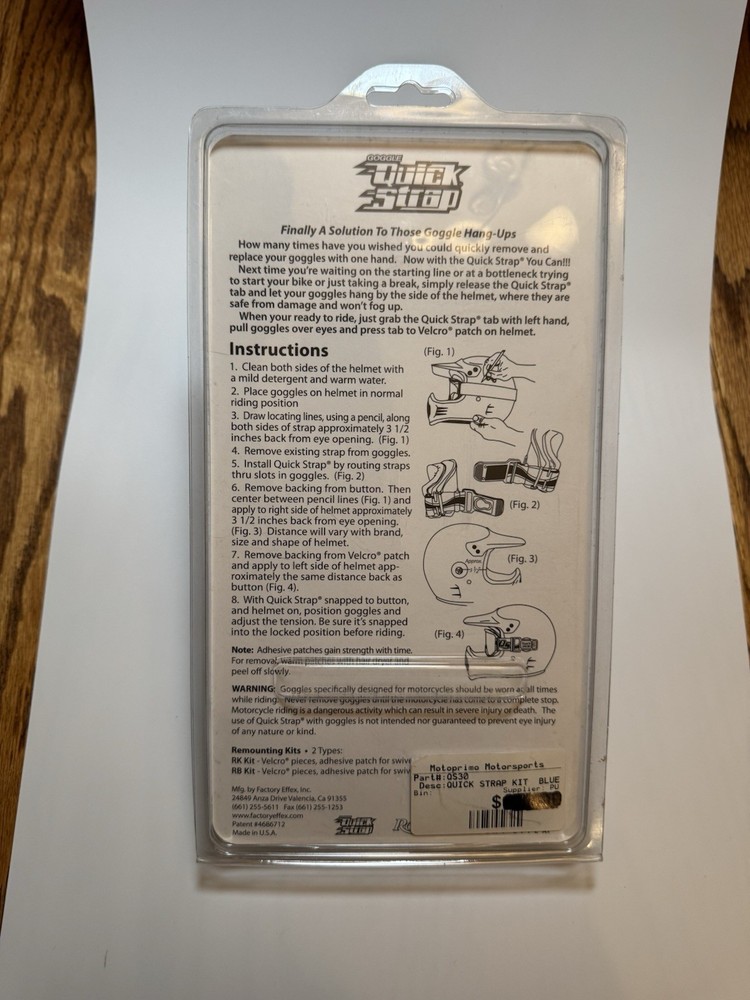 GOGGLE
Quick
Strap
Finally A Solution To Those Goggle Hang-Ups
How many times have you wished you could quickly remove and
replace your goggles with one hand. Now with the Quick Strap® You Can!!!
Next time you're waiting on the starting line or at a bottleneck trying
to start your bike or just taking a break, simply release the Quick Strap®
tab and let your goggles hang by the side of the helmet, where they are
safe from damage and won't fog up.
When your ready to ride, just grab the Quick Strap® tab with left hand,
pull goggles over eyes and press tab to Velcro® patch on helmet.
Instructions
1. Clean both sides of the helmet with
a mild detergent and warm water.
2. Place goggles on helmet in normal
riding position
3. Draw locating lines, using a pencil, along
both sides of strap approximately 3 1/2
inches back from eye opening. (Fig. 1)
4. Remove existing strap from goggles.
5. Install Quick Strap® by routing straps
thru slots in goggles. (Fig. 2)
6. Remove backing from button. Then
center between pencil lines (Fig. 1) and
apply to right side of helmet approximately
3 1/2 inches back from eye opening.
(Fig. 3) Distance will vary with brand,
size and shape of helmet.
7. Remove backing from Velcro® patch
and apply to left side of helmet app-
roximately the same distance back as
button (Fig. 4).
8. With Quick Strap® snapped to button,
and helmet on, position goggles and
adjust the tension. Be sure it's snapped
into the locked position before riding.
(Fig. 1)
(Fig. 2)
Approx.
(Fig. 3)
(Fig. 4)
Note: Adhesive patches gain strength with time.
For removal, warm patches with hair dryer and
peel off slowly.
WARNING: Goggles specifically designed for motorcycles should be worn at all times
while riding. Never remove goggles until the motorcycle has come to a complete stop.
Motorcycle riding is a dangerous activity which can result in severe injury or death. The
use of Quick Strap® with goggles is not intended nor guaranteed to prevent eye injury
of any nature or kind.
Remounting Kits • 2 Types:
RK Kit - Velcro® pieces, adhesive patch for swive
RB Kit - Velcro® pieces, adhesive patch for swiv
Mfg. by Factory Effex, Inc.
24849 Anza Drive Valencia, Ca 91355
(661) 255-5611 Fax (661) 255-1253
www.factoryeffex.com
Patent #4686712
Made in U.S.A.
Quick
Strap
Motoprimo Motorsports
Part#:QS30
Desc:QUICK STRAP KIT BLUE
Bin: Supplier: PU
$